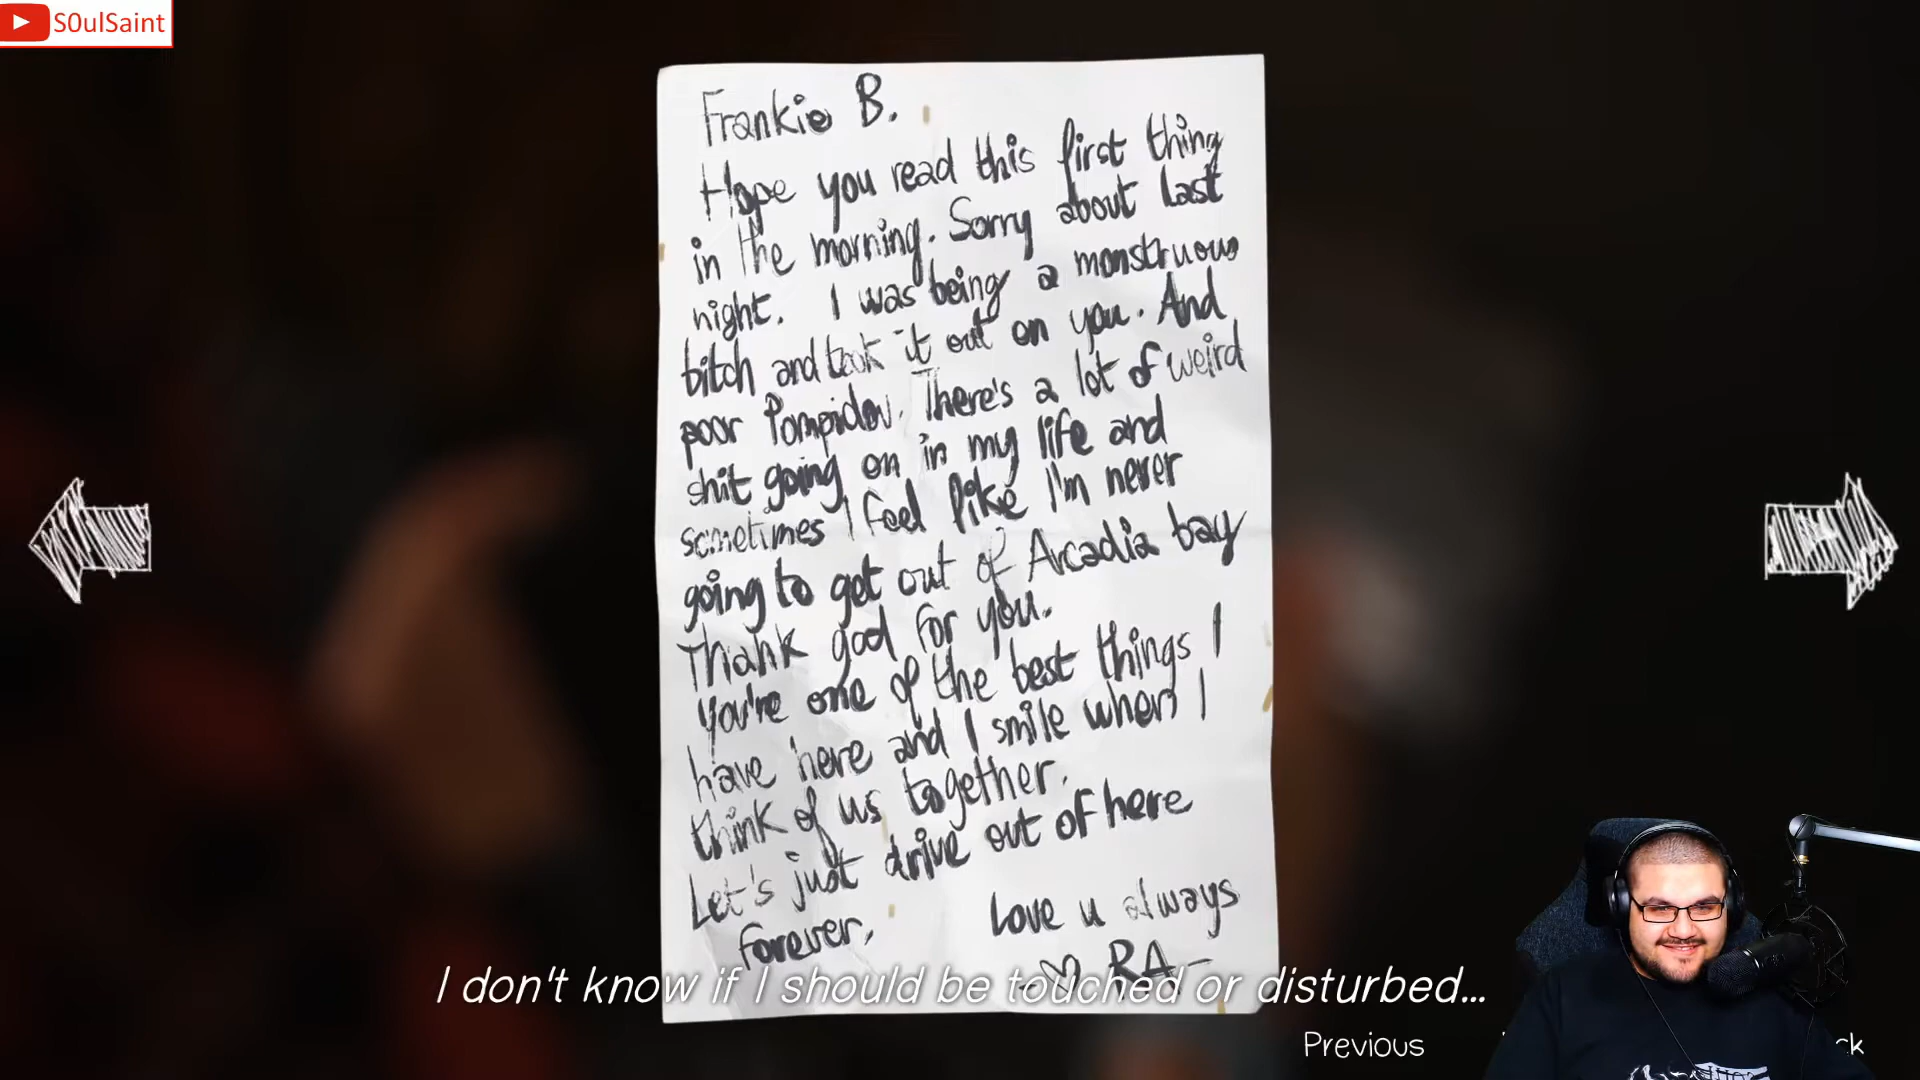 S0ulSaint
Frankie B.
Hope you read this first thing
in the morning. Sorry about last
night. I was being a monstruous
bitch and took it out on you. And
poor Pompidou. There's a lot of weird
shit going on in my life and
sometimes I feel like I'm never
going to get out of Arcadia bay
Thank god for you.
You're one of the best things I
have here and I smile when I
think of us together.
Let's just drive out of here
forever,
Love u always
- ♡ RA -
I don't know if I should be touched or disturbed...
Previous